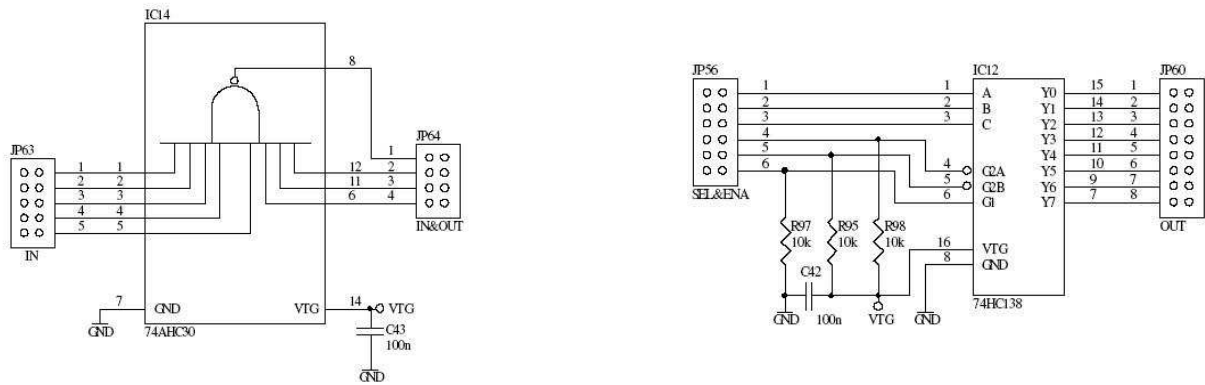 IC14
8
JP63
JP64
1
1 1 12 2
2 2 11 3
3 3 6 4
4 4
5 5
IN
IN&OUT
7 GND VTG 14 VTG
GND
74AHC30
C43
100n
GND
JP56
IC12
JP60
1 1 A Y0 15 1
2 2 B Y1 14 2
3 3 C Y2 13 3
4 Y3 12 4
5 Y4 11 5
6 4 G2A Y5 10 6
5 G2B Y6 9 7
6 G1 Y7 7 8
SEL&ENA
OUT
R97 R95 R98
10k 10k 10k
16 VTG
8 GND
C42
GND 100n VTG GND
74HC138